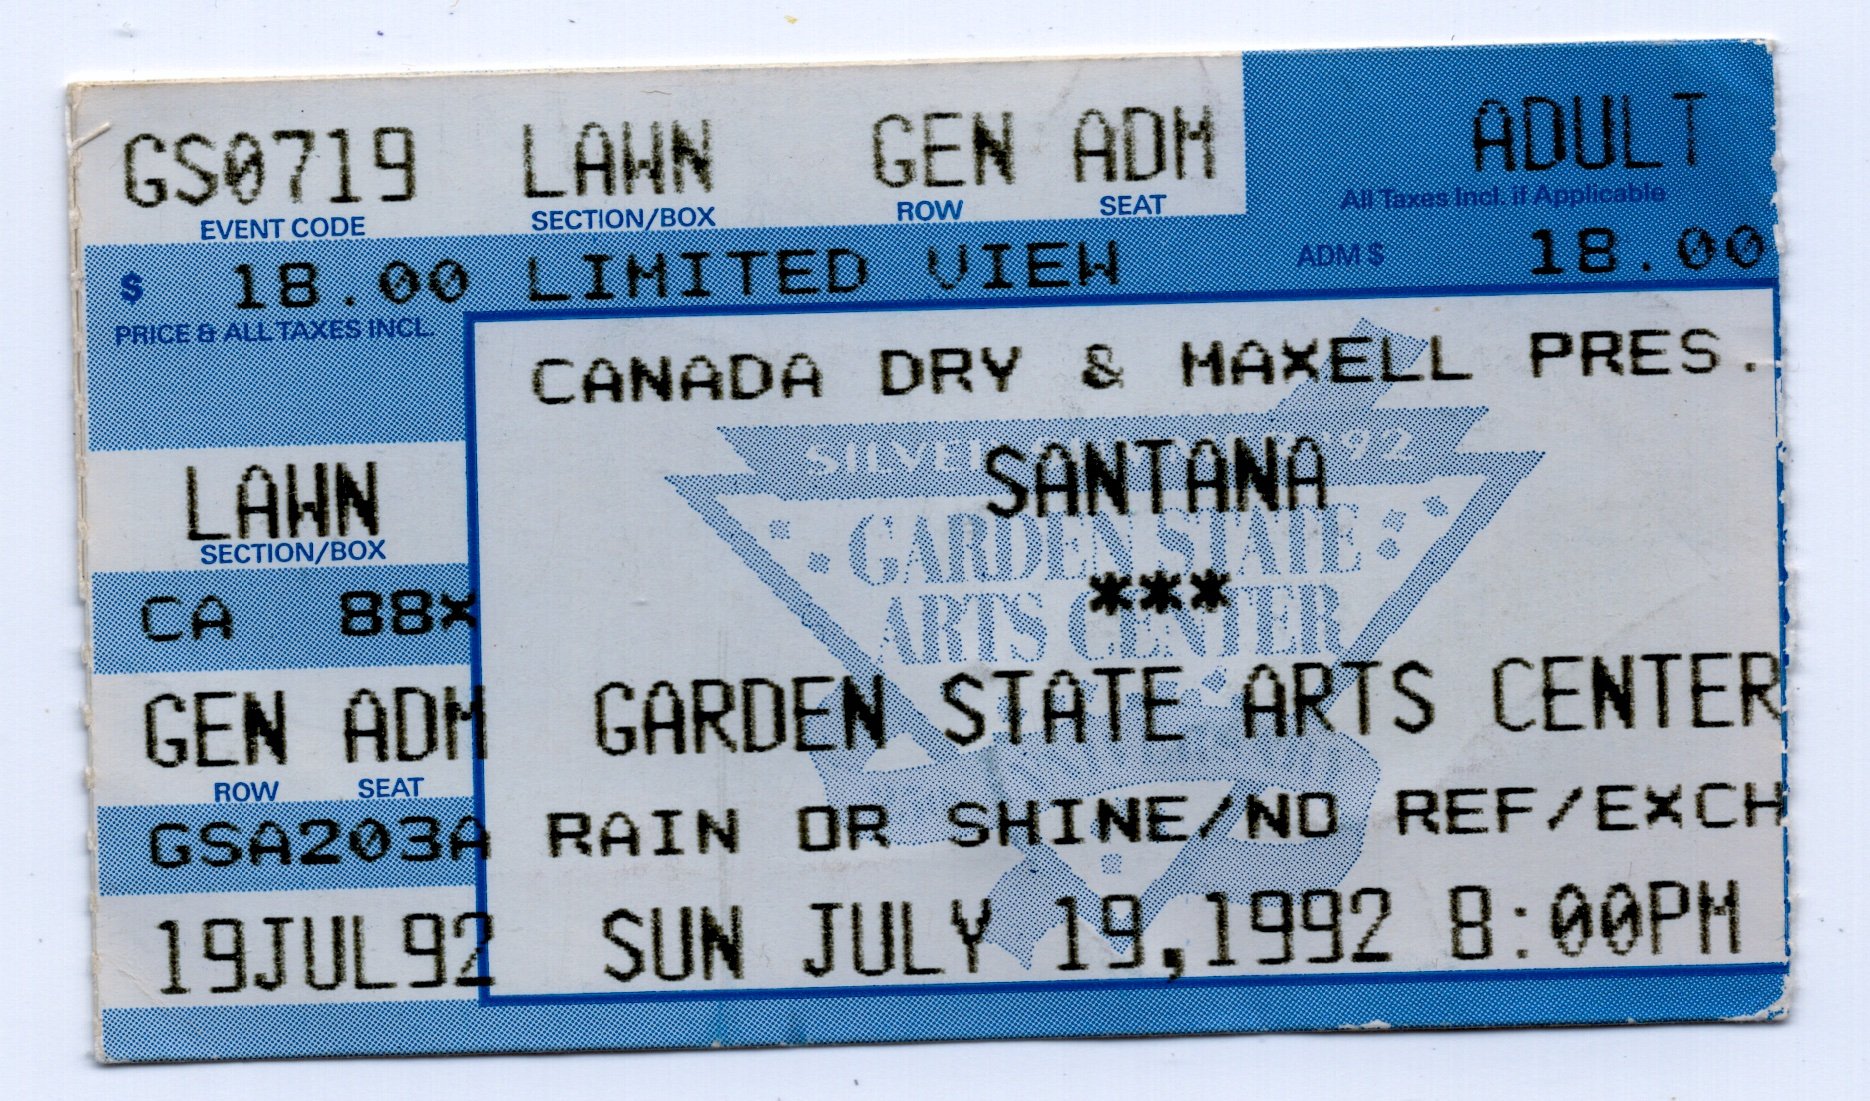 GS0719 LAWN GEN ADM ADULT
EVENT CODE SECTION/BOX ROW SEAT All Taxes Incl. if Applicable
$ 18.00 LIMITED VIEW ADM $ 18.00
PRICE & ALL TAXES INCL.
CANADA DRY & MAXELL PRES.
SANTANA
GARDEN STATE
ARTS CENTER
***
LAWN
SECTION/BOX
CA 88X
GEN ADM GARDEN STATE ARTS CENTER
ROW SEAT
GSA203A RAIN OR SHINE/NO REF/EXCH
19JUL92 SUN JULY 19,1992 8:00PM